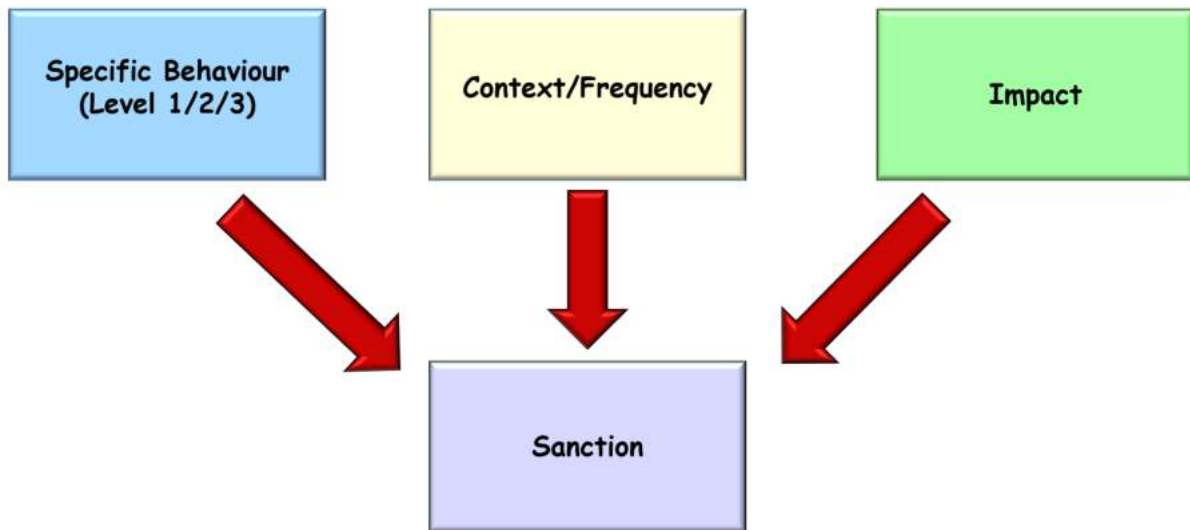 Specific Behaviour
(Level 1/2/3)
Context/Frequency
Impact
Sanction